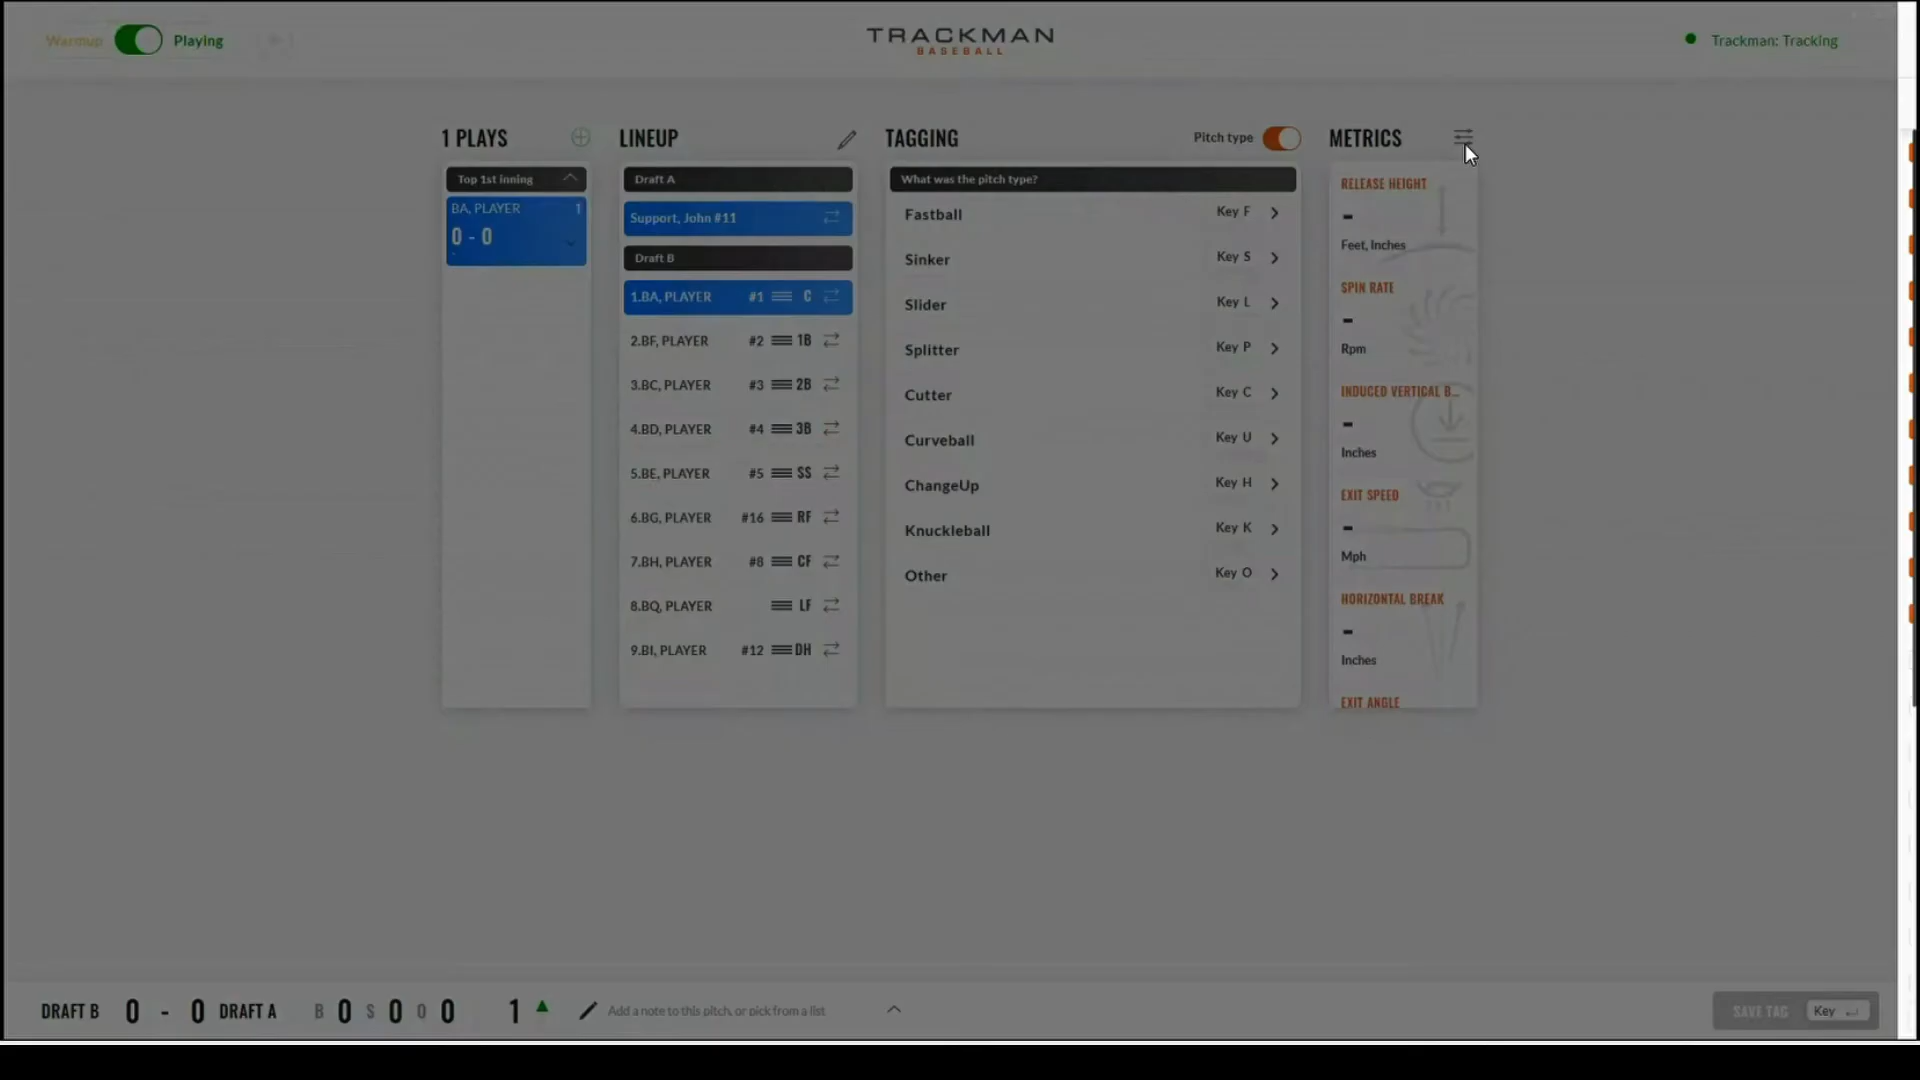 Warmup Playing
TRACKMAN
BASEBALL
Trackman: Tracking
1 PLAYS
Top 1st inning
BA, PLAYER 1
0 - 0
LINEUP
Draft A
Support, John #11
Draft B
1.BA, PLAYER #1 C
2.BF, PLAYER #2 1B
3.BC, PLAYER #3 2B
4.BD, PLAYER #4 3B
5.BE, PLAYER #5 SS
6.BG, PLAYER #16 RF
7.BH, PLAYER #8 CF
8.BQ, PLAYER LF
9.BI, PLAYER #12 DH
TAGGING Pitch type
What was the pitch type?
Fastball Key F
Sinker Key S
Slider Key L
Splitter Key P
Cutter Key C
Curveball Key U
ChangeUp Key H
Knuckleball Key K
Other Key O
METRICS
RELEASE HEIGHT
-
Feet, Inches
SPIN RATE
-
Rpm
INDUCED VERTICAL B...
-
Inches
EXIT SPEED
-
Mph
HORIZONTAL BREAK
-
Inches
EXIT ANGLE
DRAFT B 0 - 0 DRAFT A B 0 S 0 O 0 1
Add a note to this pitch, or pick from a list
SAVE TAG Key